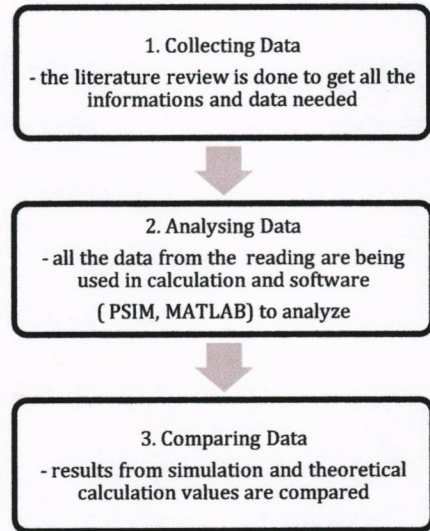 1. Collecting Data
- the literature review is done to get all the
informations and data needed
2. Analysing Data
- all the data from the reading are being
used in calculation and software
( PSIM, MATLAB) to analyze
3. Comparing Data
- results from simulation and theoretical
calculation values are compared